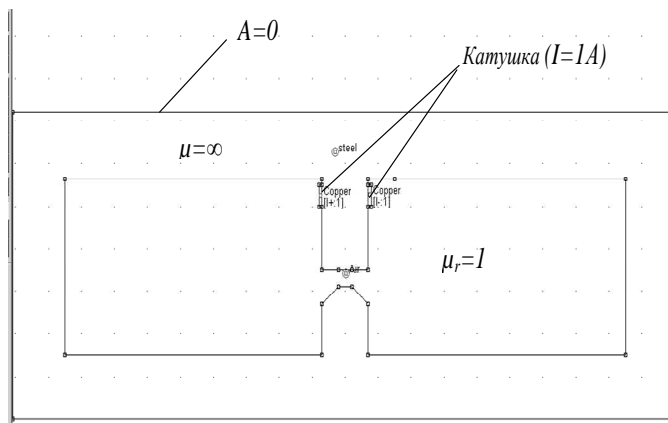 A=0
Катушка (I=1A)
μ=∞
steel
Copper
[I+:1]
Copper
[I-:1]
μr=1
Air